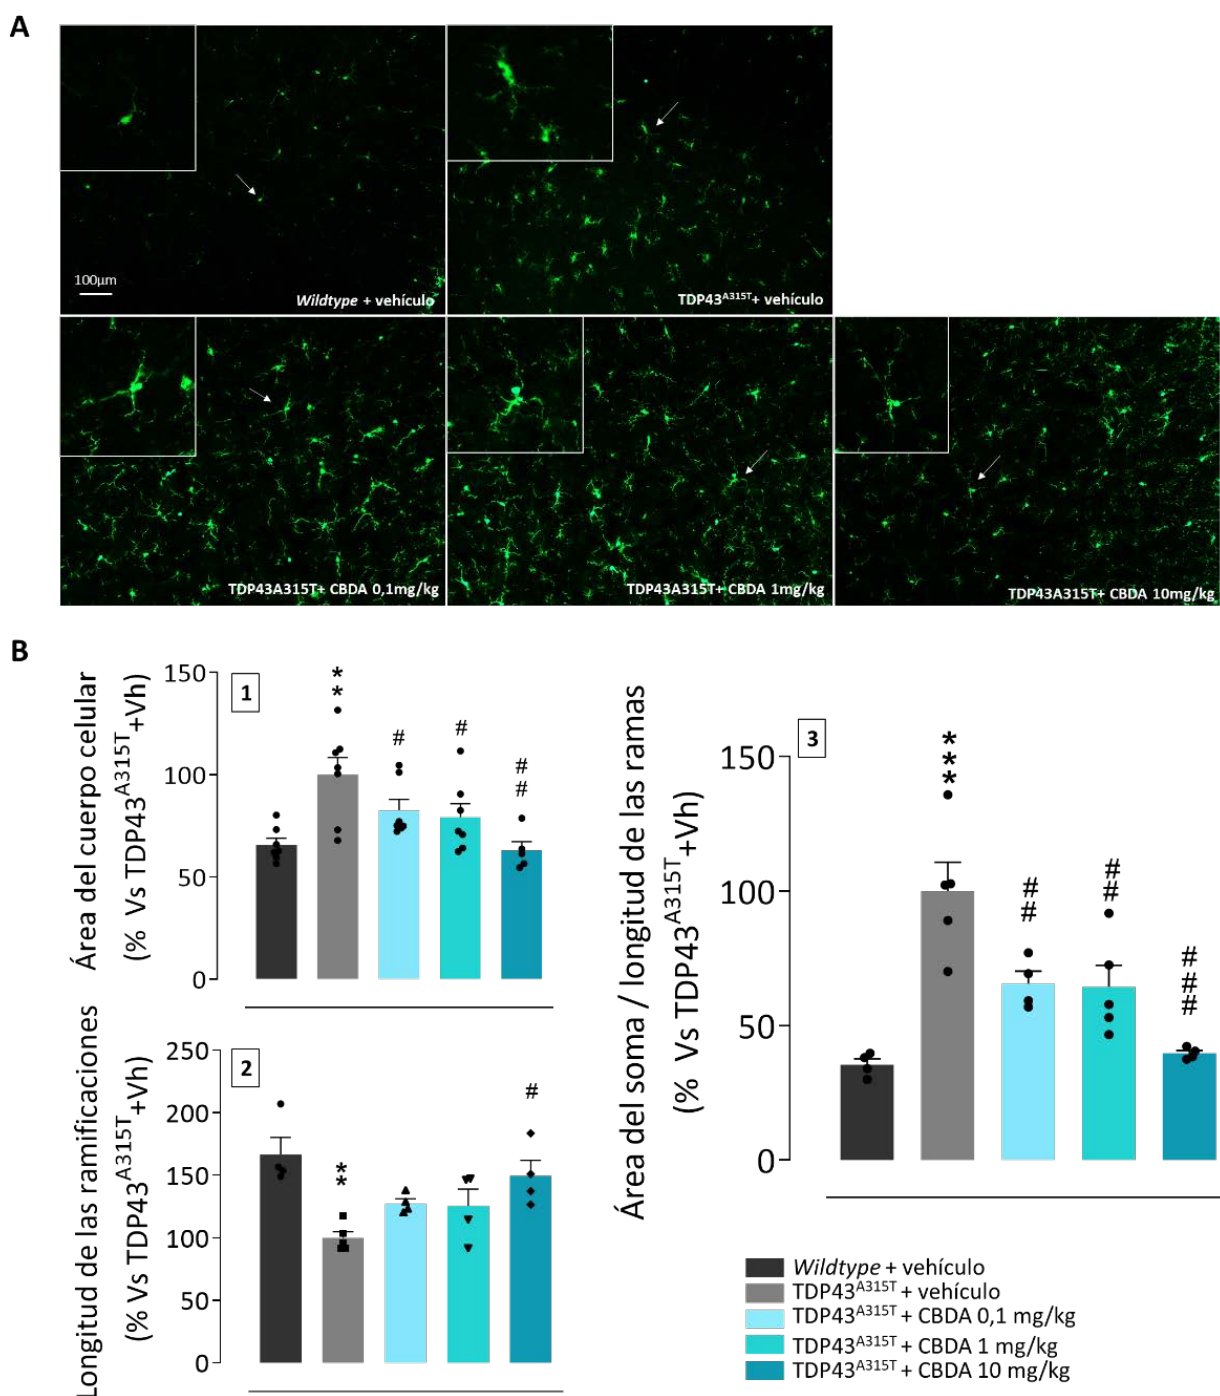 A
100μm
Wildtype + vehículo
TDP43A315T+ vehículo
TDP43A315T+ CBDA 0,1mg/kg
TDP43A315T+ CBDA 1mg/kg
TDP43A315T+ CBDA 10mg/kg
B
Área del cuerpo celular
(% Vs TDP43A315T+Vh)
150
100
50
0
1
**
#
#
##
Longitud de las ramificaciones
(% Vs TDP43A315T+Vh)
250
200
150
100
50
0
2
**
#
Área del soma / longitud de las ramas
(% Vs TDP43A315T+Vh)
150
100
50
0
3
***
##
##
###
Wildtype + vehículo
TDP43A315T + vehículo
TDP43A315T + CBDA 0,1 mg/kg
TDP43A315T + CBDA 1 mg/kg
TDP43A315T + CBDA 10 mg/kg